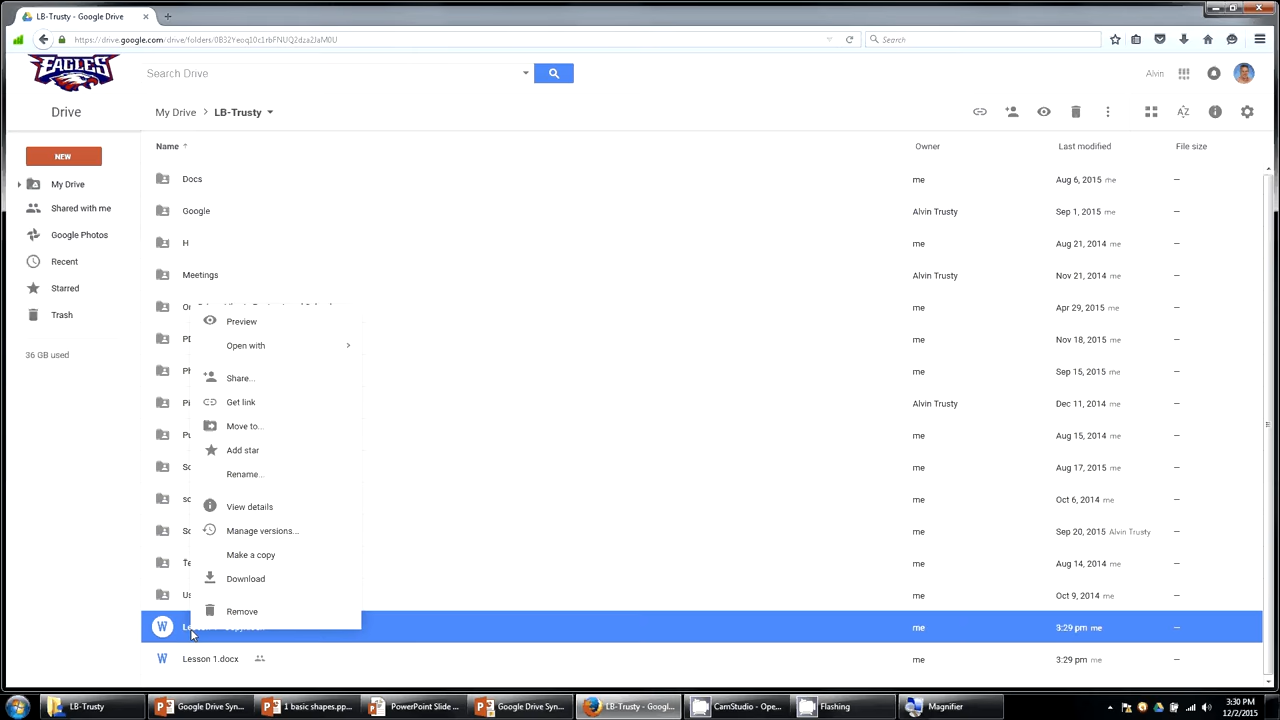 LB-Trusty - Google Drive
https://drive.google.com/drive/folders/0B32Yeoq10c1rbFNUQ2dza2JaM0U
Search
EAGLES
Search Drive
Alvin
Drive
My Drive > LB-Trusty
NEW
My Drive
Shared with me
Google Photos
Recent
Starred
Trash
36 GB used
Name Owner Last modified File size
Docs me Aug 6, 2015 me —
Google Alvin Trusty Sep 1, 2015 me —
H me Aug 21, 2014 me —
Meetings Alvin Trusty Nov 21, 2014 me —
me Apr 29, 2015 me —
me Nov 18, 2015 me —
me Sep 15, 2015 me —
Alvin Trusty Dec 11, 2014 me —
me Aug 15, 2014 me —
me Aug 17, 2015 me —
me Oct 6, 2014 me —
me Sep 20, 2015 Alvin Trusty —
me Aug 14, 2014 me —
me Oct 9, 2014 me —
me 3:29 pm me —
W Lesson 1.docx me 3:29 pm me —
Preview
Open with
Share...
Get link
Move to...
Add star
Rename...
View details
Manage versions...
Make a copy
Download
Remove
W
LB-Trusty
Google Drive Syn...
1 basic shapes.pp...
PowerPoint Slide ...
Google Drive Syn...
LB-Trusty - Googl...
CamStudio - Ope...
Flashing
Magnifier
3:30 PM
12/2/2015